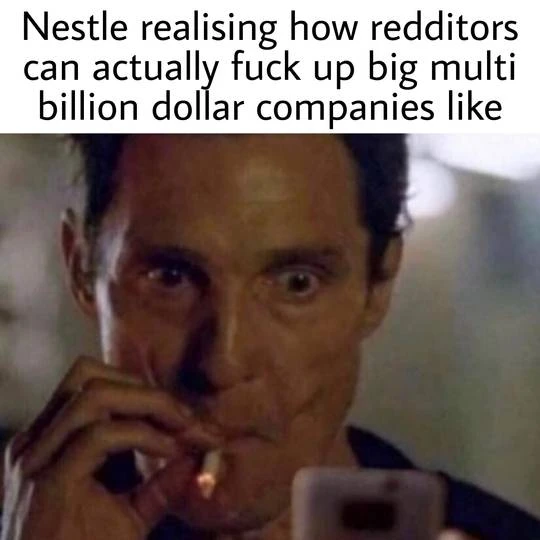 Nestle realising how redditors
can actually fuck up big multi
billion dollar companies like